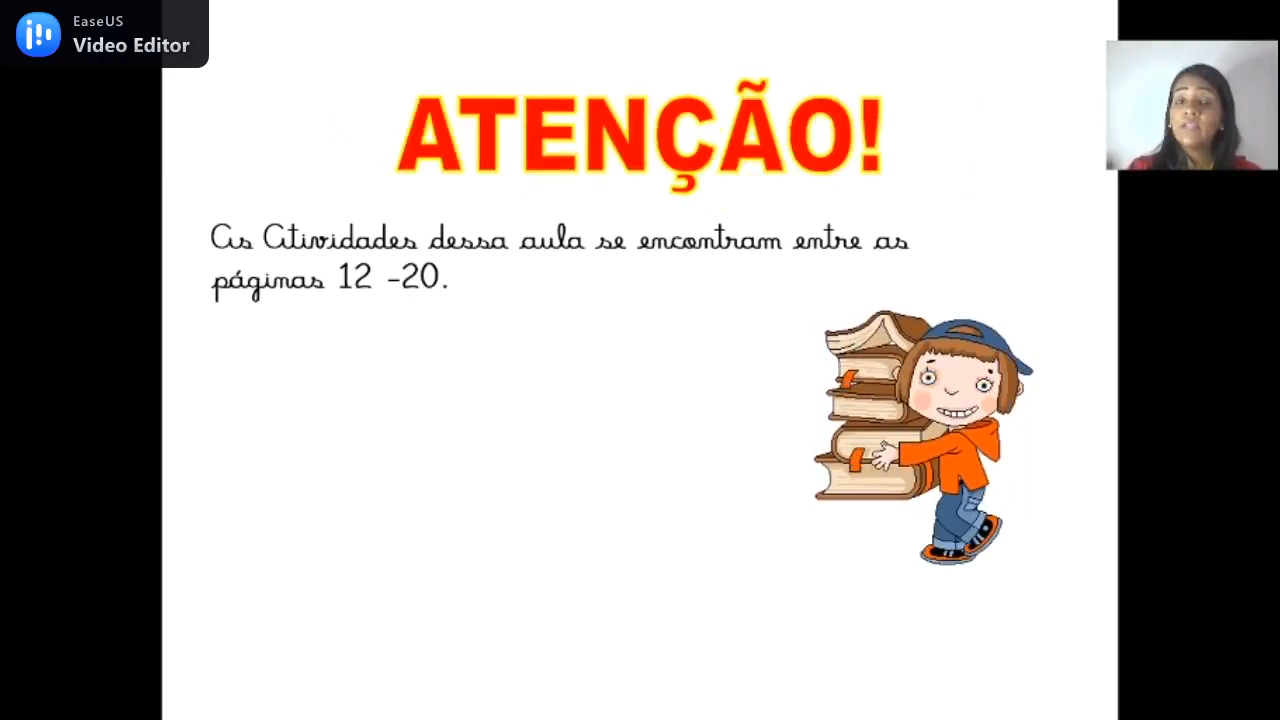 EaseUS
Video Editor
ATENÇÃO!
As Atividades dessa aula se encontram entre as
páginas 12 -20.